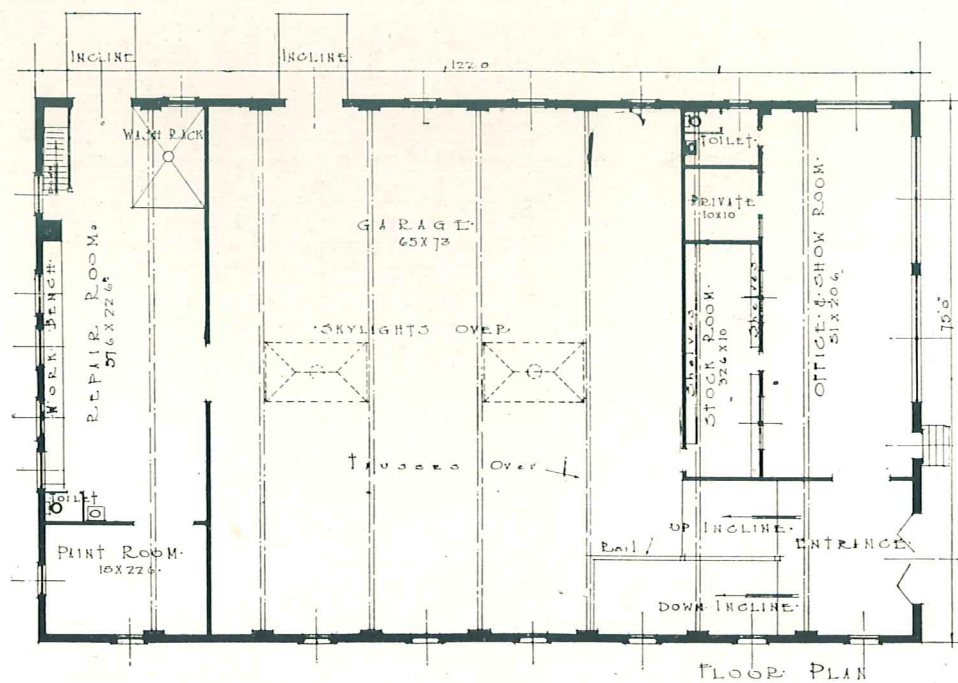 INCLINE
INCLINE
122.0
WASH RACK
TOILET
PRIVATE
10X10
GARAGE
65X73
OFFICE & SHOW ROOM
51X20.6
75.0
REPAIR ROOM
57.6X22.6
WORK BENCH
SKYLIGHTS OVER
Shelves
Shelves
STOCK ROOM
32.6X10
Trusses Over
TOILET
UP INCLINE
Rail
ENTRANCE
PAINT ROOM
15X22.6
DOWN INCLINE
FLOOR PLAN